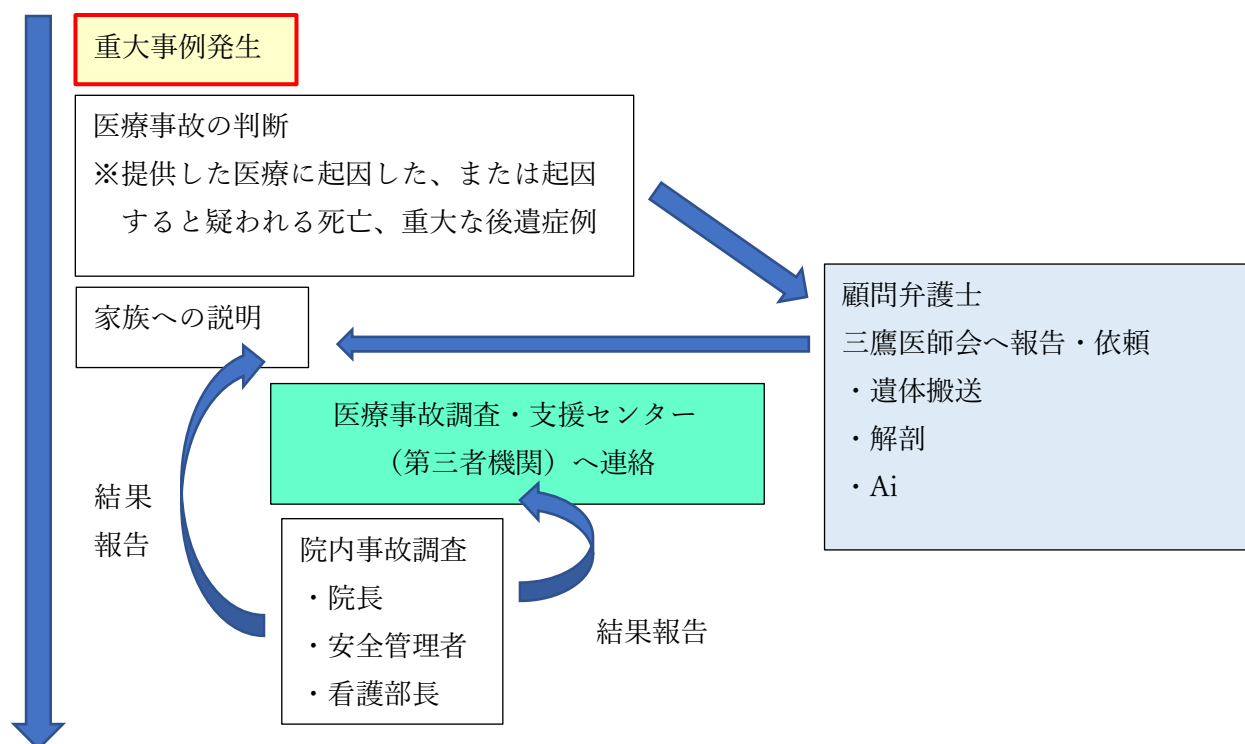 重大事例発生
医療事故の判断
※提供した医療に起因した、または起因
すると疑われる死亡、重大な後遺症例
家族への説明
顧問弁護士
三鷹医師会へ報告・依頼
・遺体搬送
・解剖
・Ai
医療事故調査・支援センター
（第三者機関）へ連絡
結果
報告
院内事故調査
・院長
・安全管理者
・看護部長
結果報告